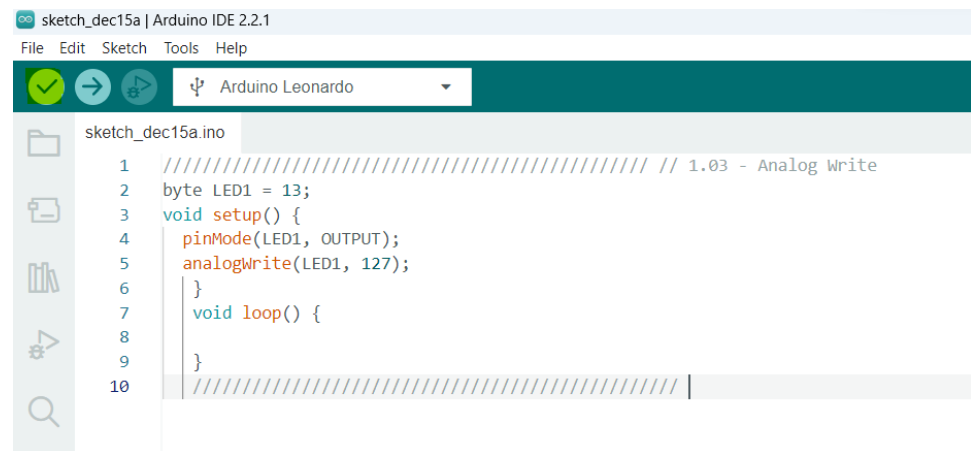 sketch_dec15a | Arduino IDE 2.2.1
File Edit Sketch Tools Help
Arduino Leonardo
sketch_dec15a.ino
1 ///////////////////////////////////////////////// // 1.03 - Analog Write
2 byte LED1 = 13;
3 void setup() {
4 pinMode(LED1, OUTPUT);
5 analogWrite(LED1, 127);
6 }
7 void loop() {
8
9 }
10 /////////////////////////////////////////////////